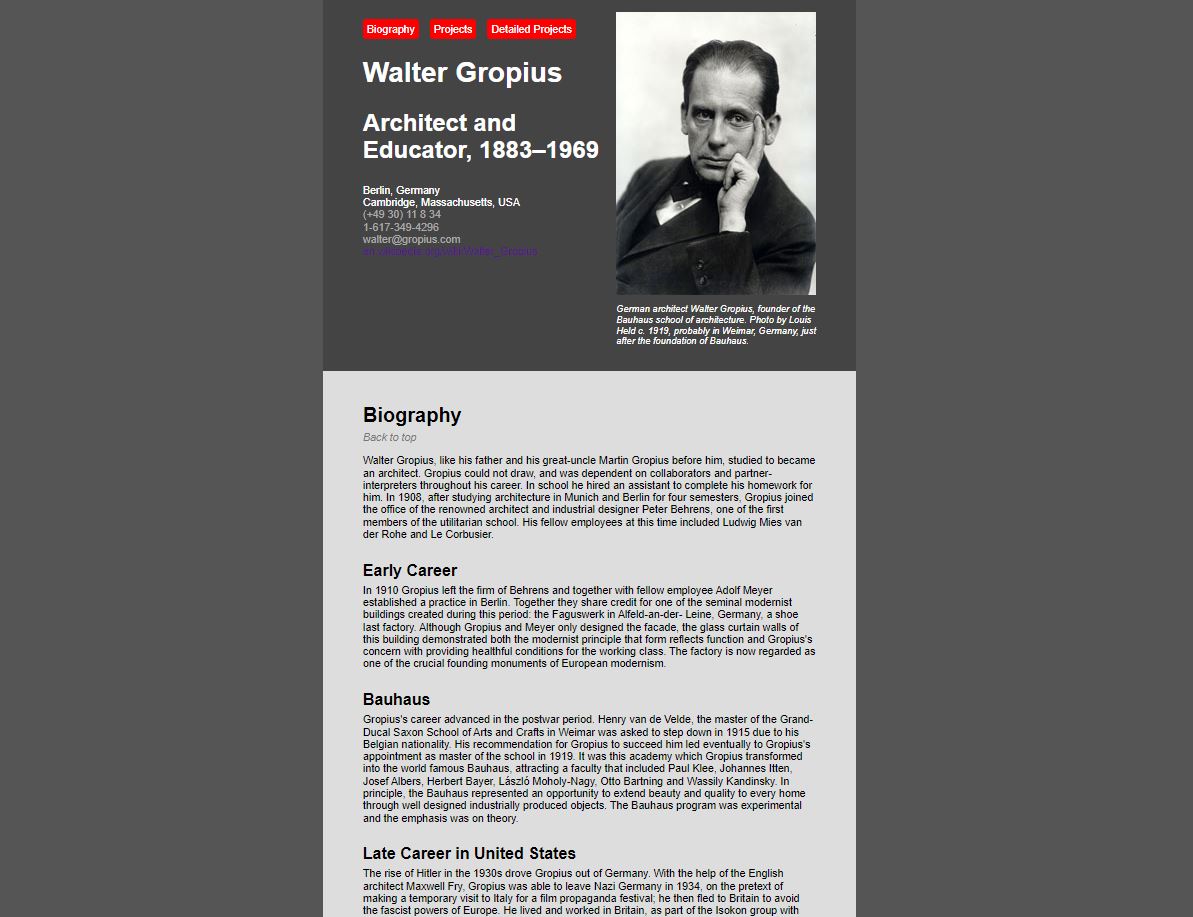 Biography Projects Detailed Projects
Walter Gropius
Architect and
Educator, 1883–1969
Berlin, Germany
Cambridge, Massachusetts, USA
(+49 30) 11 8 34
1-617-349-4296
walter@gropius.com
en.wikipedia.org/wiki/Walter_Gropius
German architect Walter Gropius, founder of the
Bauhaus school of architecture. Photo by Louis
Held c. 1919, probably in Weimar, Germany, just
after the foundation of Bauhaus.
Biography
Back to top
Walter Gropius, like his father and his great-uncle Martin Gropius before him, studied to became
an architect. Gropius could not draw, and was dependent on collaborators and partner-
interpreters throughout his career. In school he hired an assistant to complete his homework for
him. In 1908, after studying architecture in Munich and Berlin for four semesters, Gropius joined
the office of the renowned architect and industrial designer Peter Behrens, one of the first
members of the utilitarian school. His fellow employees at this time included Ludwig Mies van
der Rohe and Le Corbusier.
Early Career
In 1910 Gropius left the firm of Behrens and together with fellow employee Adolf Meyer
established a practice in Berlin. Together they share credit for one of the seminal modernist
buildings created during this period: the Faguswerk in Alfeld-an-der- Leine, Germany, a shoe
last factory. Although Gropius and Meyer only designed the facade, the glass curtain walls of
this building demonstrated both the modernist principle that form reflects function and Gropius's
concern with providing healthful conditions for the working class. The factory is now regarded as
one of the crucial founding monuments of European modernism.
Bauhaus
Gropius's career advanced in the postwar period. Henry van de Velde, the master of the Grand-
Ducal Saxon School of Arts and Crafts in Weimar was asked to step down in 1915 due to his
Belgian nationality. His recommendation for Gropius to succeed him led eventually to Gropius's
appointment as master of the school in 1919. It was this academy which Gropius transformed
into the world famous Bauhaus, attracting a faculty that included Paul Klee, Johannes Itten,
Josef Albers, Herbert Bayer, László Moholy-Nagy, Otto Bartning and Wassily Kandinsky. In
principle, the Bauhaus represented an opportunity to extend beauty and quality to every home
through well designed industrially produced objects. The Bauhaus program was experimental
and the emphasis was on theory.
Late Career in United States
The rise of Hitler in the 1930s drove Gropius out of Germany. With the help of the English
architect Maxwell Fry, Gropius was able to leave Nazi Germany in 1934, on the pretext of
making a temporary visit to Italy for a film propaganda festival; he then fled to Britain to avoid
the fascist powers of Europe. He lived and worked in Britain, as part of the Isokon group with